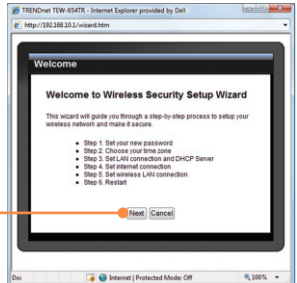 TRENDnet TEW-654TR - Internet Explorer provided by Dell
http://192.168.10.1/wizard.htm
Welcome
Welcome to Wireless Security Setup Wizard
This wizard will guide you through a step-by-step process to setup your
wireless network and make it secure.
Step 1. Set your new password
Step 2. Choose your time zone
Step 3. Set LAN connection and DHCP Server
Step 4. Set internet connection
Step 5. Set wireless LAN connection
Step 6. Restart
Next Cancel
Doi Internet | Protected Mode: Off 100%